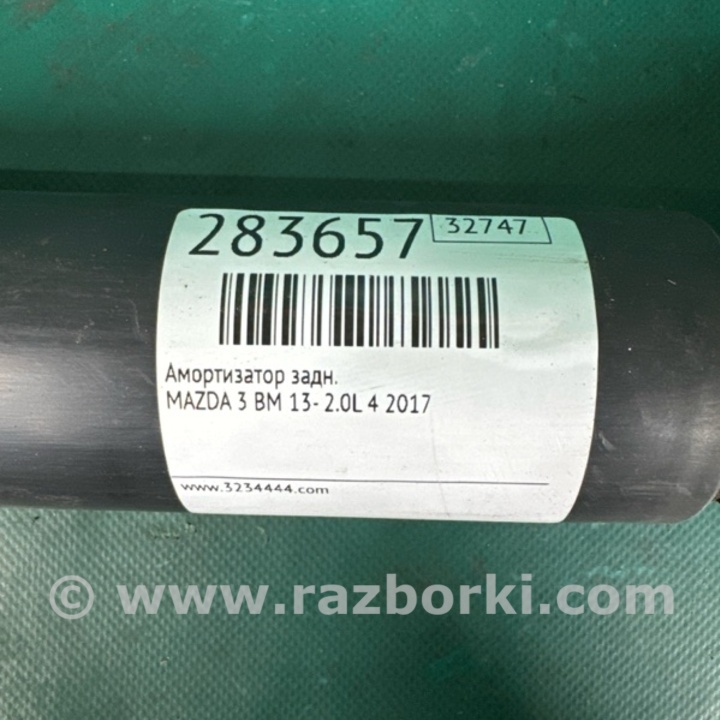 283657
32747
Амортизатор задн.
MAZDA 3 BM 13- 2.0L 4 2017
www.3234444.com
© www.razborki.com